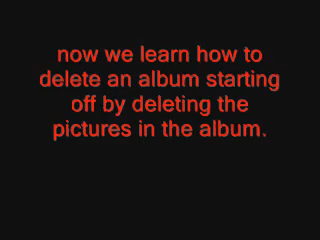 now we learn how to
delete an album starting
off by deleting the
pictures in the album.